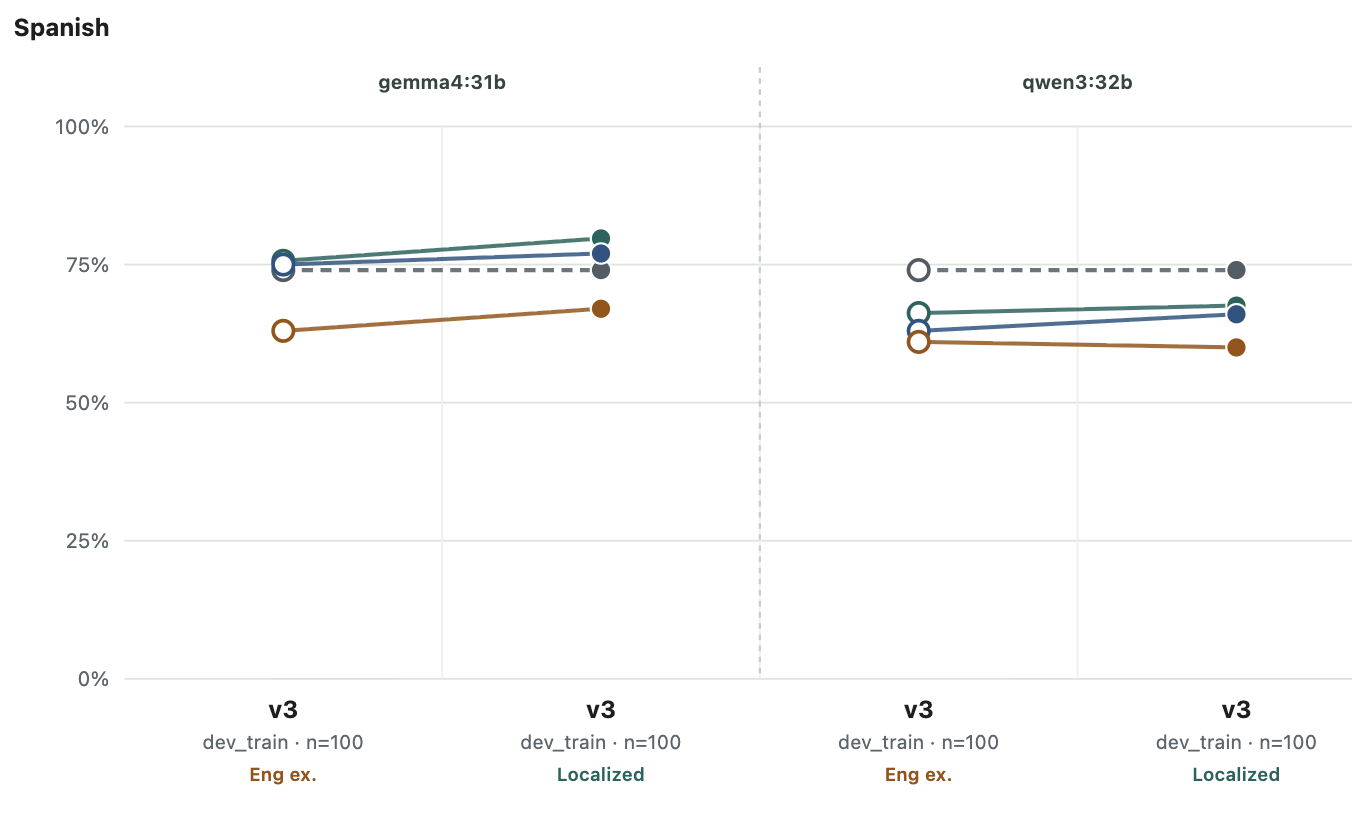 Spanish
gemma4:31b
qwen3:32b
100%
75%
50%
25%
0%
v3
dev_train · n=100
Eng ex.
v3
dev_train · n=100
Localized
v3
dev_train · n=100
Eng ex.
v3
dev_train · n=100
Localized